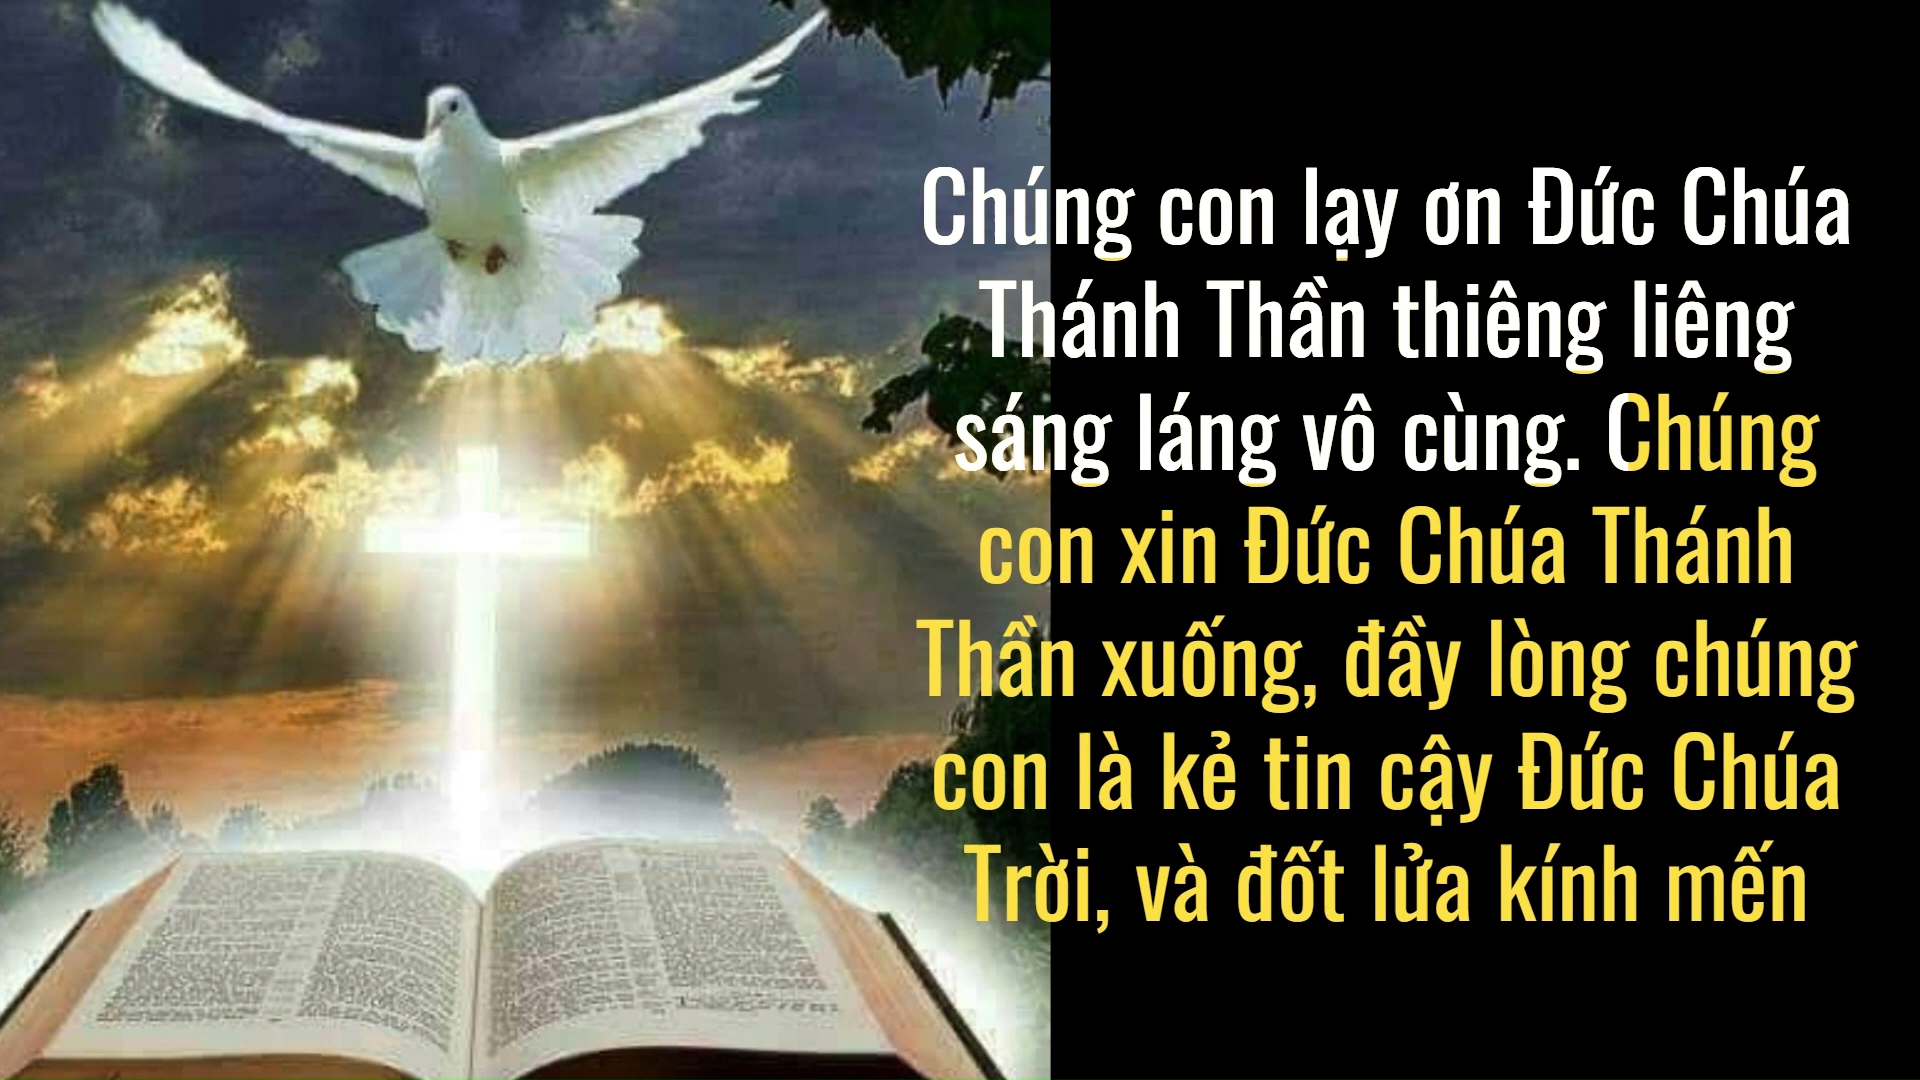 Chúng con lạy ơn Đức Chúa
Thánh Thần thiêng liêng
sáng láng vô cùng. Chúng
con xin Đức Chúa Thánh
Thần xuống, đầy lòng chúng
con là kẻ tin cậy Đức Chúa
Trời, và đốt lửa kính mến